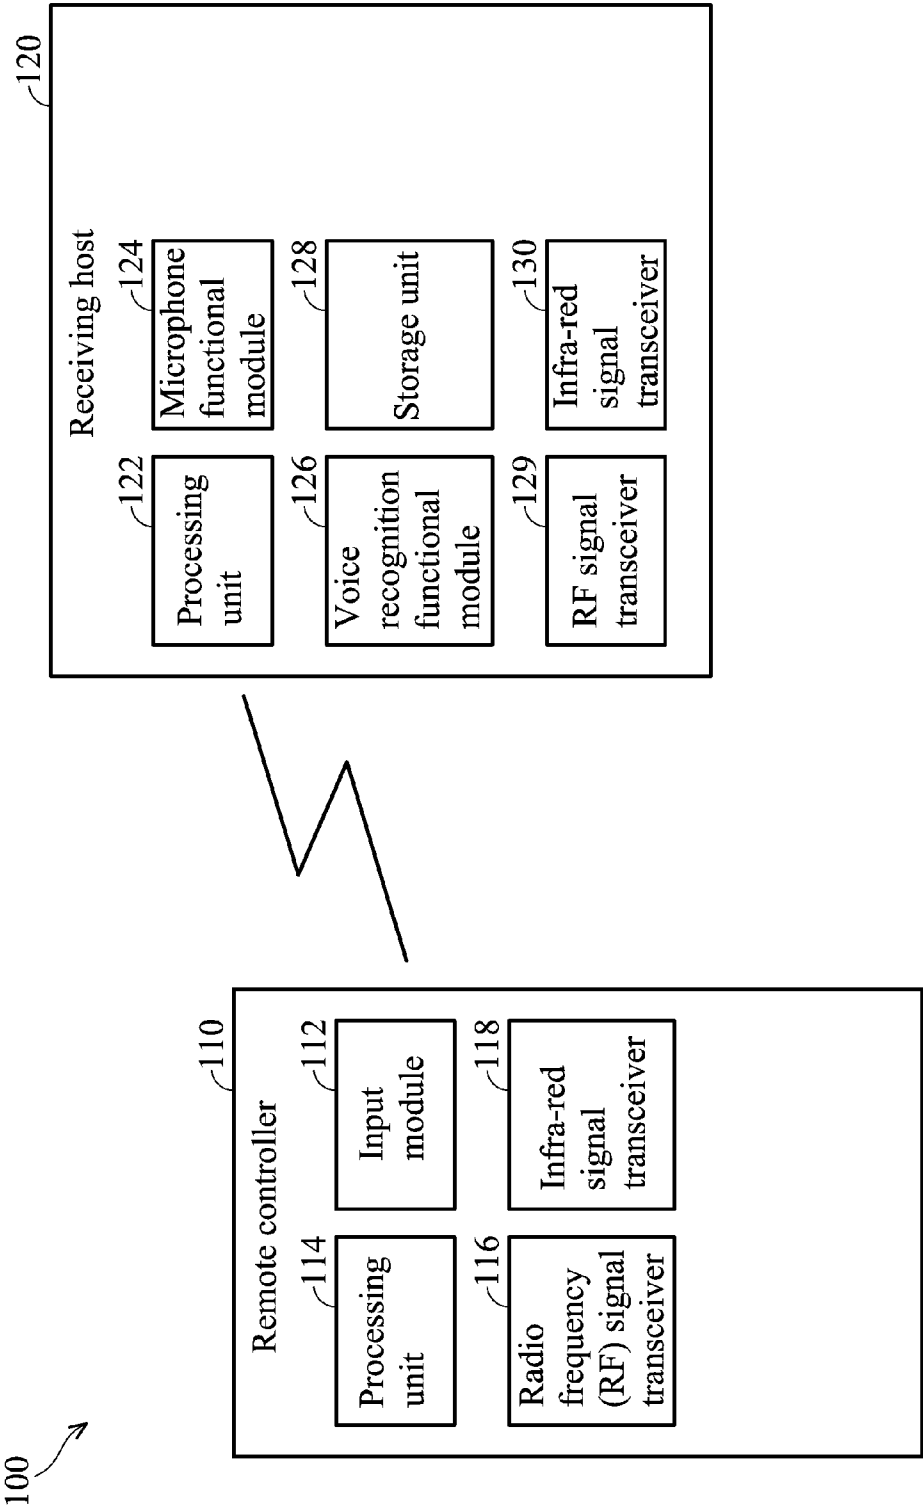 100
Remote controller
110
114
Processing
unit
112
Input
module
116
Radio
frequency
(RF) signal
transceiver
118
Infra-red
signal
transceiver
Receiving host
120
122
Processing
unit
124
Microphone
functional
module
126
Voice
recognition
functional
module
128
Storage unit
129
RF signal
transceiver
130
Infra-red
signal
transceiver